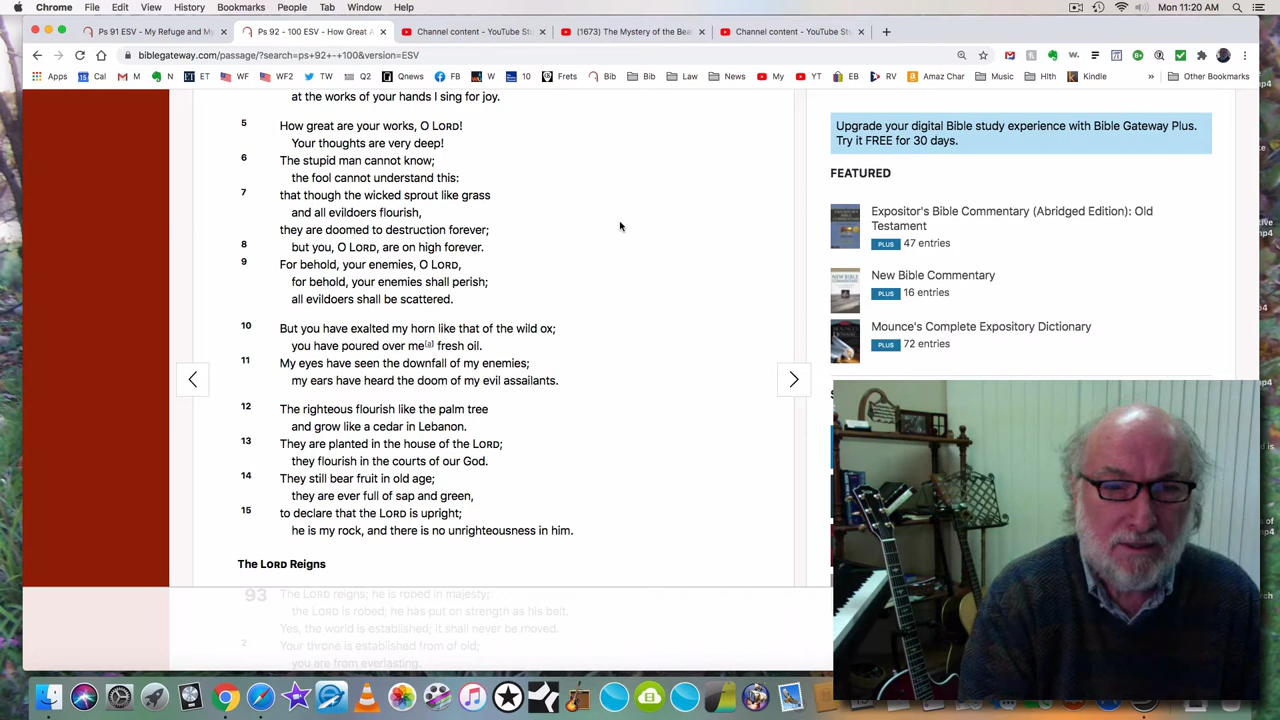 Chrome File Edit View History Bookmarks People Tab Window Help Mon 11:20 AM
Ps 91 ESV - My Refuge and My Ps 92 - 100 ESV - How Great A Channel content - YouTube St (1673) The Mystery of the Bea Channel content - YouTube St
biblegateway.com/passage/?search=ps+92+-+100&version=ESV
Apps Cal M N ET WF WF2 TW Q2 Qnews FB W 10 Frets Bib Bib Law News My YT EB RV Amaz Char Music Hlth Kindle » Other Bookmarks
at the works of your hands I sing for joy.
5 How great are your works, O LORD!
Your thoughts are very deep!
6 The stupid man cannot know;
the fool cannot understand this:
7 that though the wicked sprout like grass
and all evildoers flourish,
they are doomed to destruction forever;
8 but you, O LORD, are on high forever.
9 For behold, your enemies, O LORD,
for behold, your enemies shall perish;
all evildoers shall be scattered.
10 But you have exalted my horn like that of the wild ox;
you have poured over me[a] fresh oil.
11 My eyes have seen the downfall of my enemies;
my ears have heard the doom of my evil assailants.
12 The righteous flourish like the palm tree
and grow like a cedar in Lebanon.
13 They are planted in the house of the LORD;
they flourish in the courts of our God.
14 They still bear fruit in old age;
they are ever full of sap and green,
15 to declare that the LORD is upright;
he is my rock, and there is no unrighteousness in him.
The LORD Reigns
93 The LORD reigns; he is robed in majesty;
the LORD is robed; he has put on strength as his belt.
Yes, the world is established; it shall never be moved.
2 Your throne is established from of old;
you are from everlasting.
Upgrade your digital Bible study experience with Bible Gateway Plus.
Try it FREE for 30 days.
FEATURED
Expositor's Bible Commentary (Abridged Edition): Old
Testament
PLUS 47 entries
New Bible Commentary
PLUS 16 entries
Mounce's Complete Expository Dictionary
PLUS 72 entries